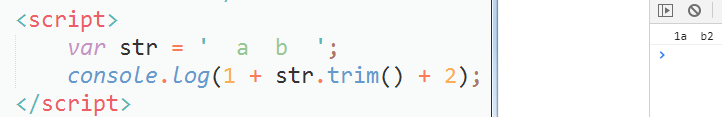 <script>
var str = '  a  b  ';
console.log(1 + str.trim() + 2);
</script>
1a  b2
>